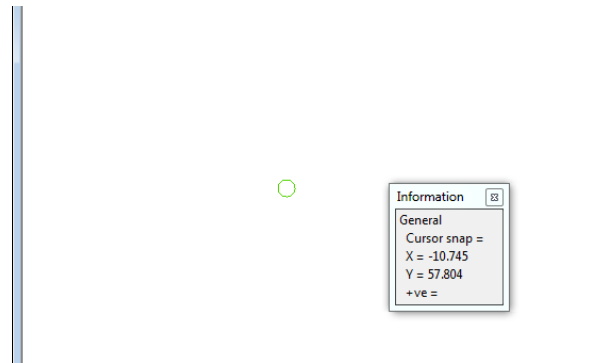 Information
General
Cursor snap =
X = -10.745
Y = 57.804
+ve =